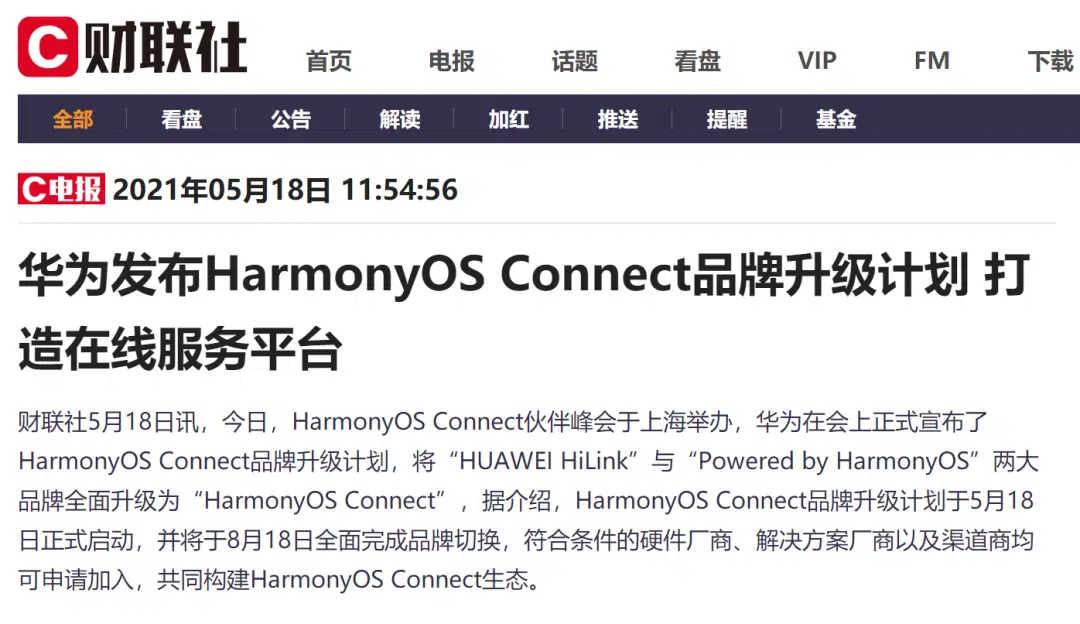 C 财联社
首页 电报 话题 看盘 VIP FM 下载
全部 看盘 公告 解读 加红 推送 提醒 基金
C电报 2021年05月18日 11:54:56
华为发布HarmonyOS Connect品牌升级计划 打
造在线服务平台
财联社5月18日讯，今日，HarmonyOS Connect伙伴峰会于上海举办，华为在会上正式宣布了
HarmonyOS Connect品牌升级计划，将“HUAWEI HiLink”与“Powered by HarmonyOS”两大
品牌全面升级为“HarmonyOS Connect”，据介绍，HarmonyOS Connect品牌升级计划于5月18
日正式启动，并将于8月18日全面完成品牌切换，符合条件的硬件厂商、解决方案厂商以及渠道商均
可申请加入，共同构建HarmonyOS Connect生态。